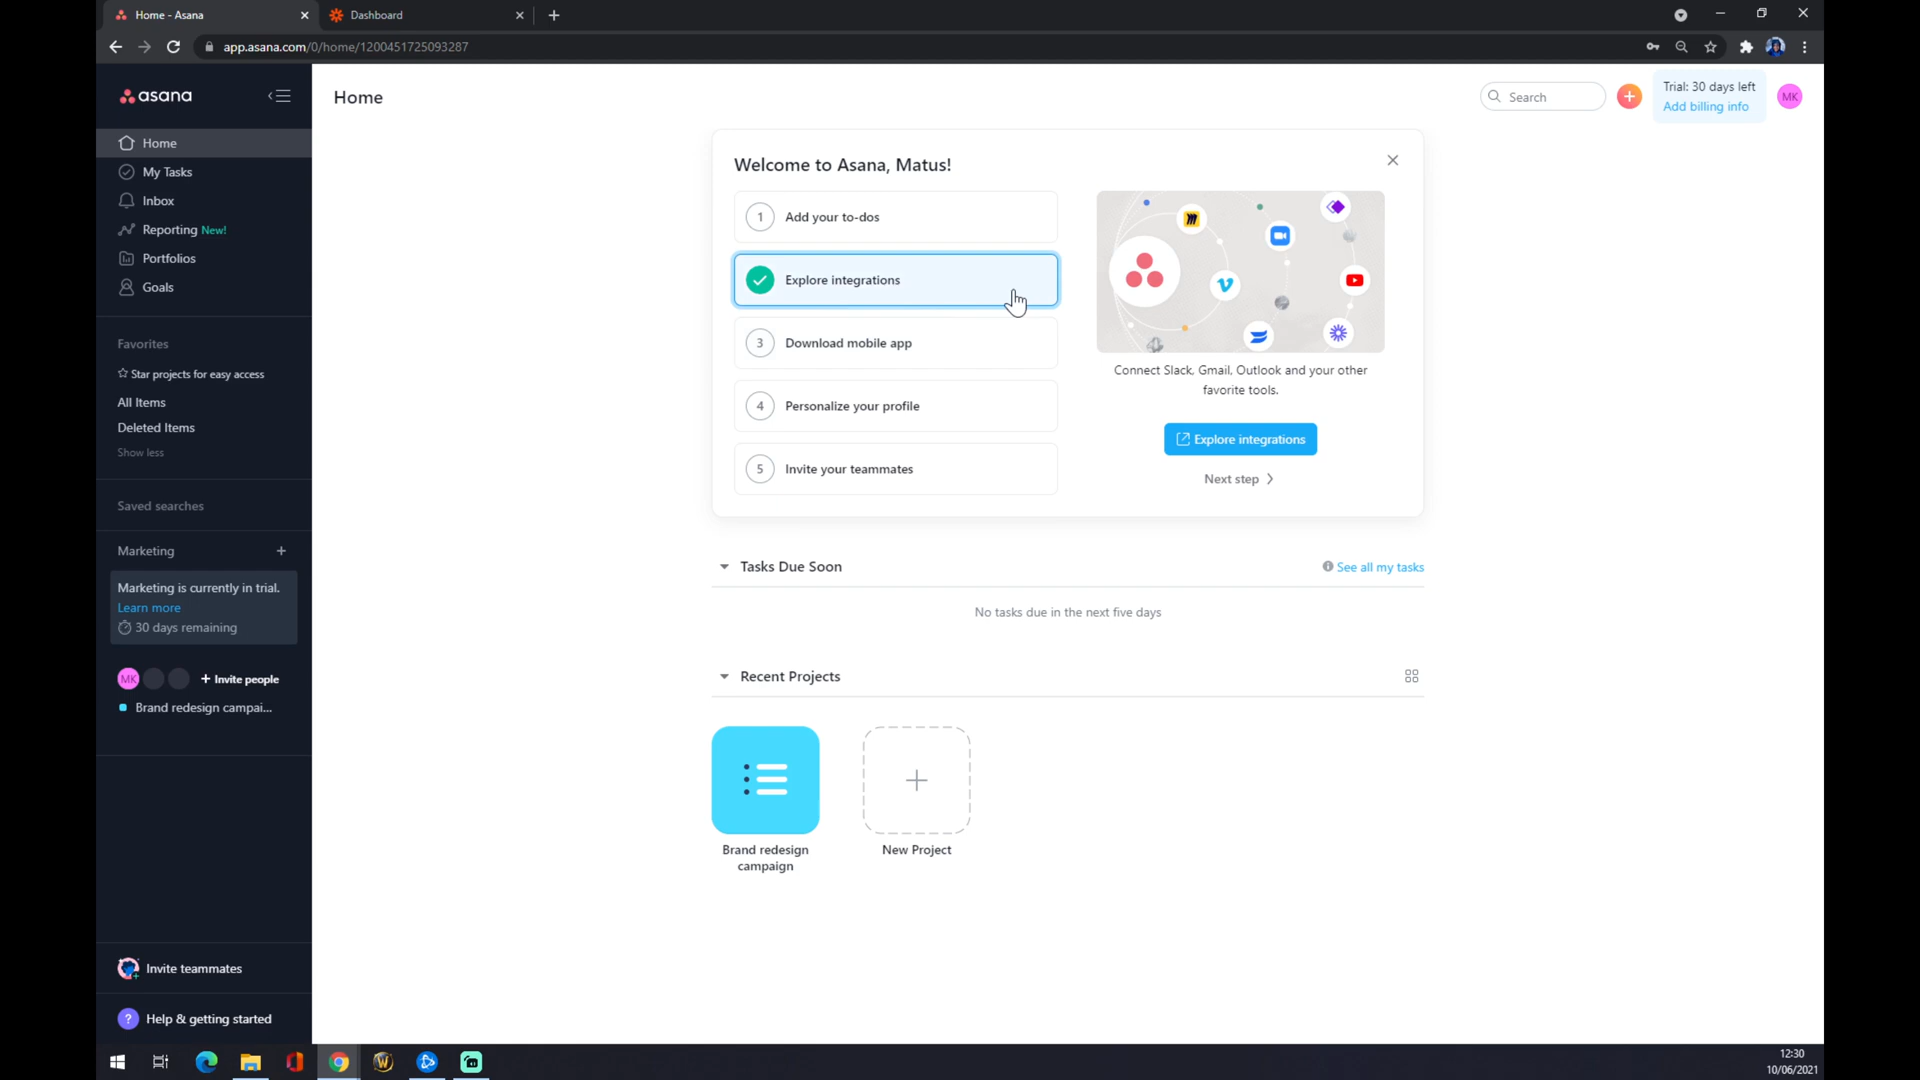 Home - Asana
Dashboard
app.asana.com/0/home/1200451725093287
asana
Home
My Tasks
Inbox
Reporting New!
Portfolios
Goals
Favorites
Star projects for easy access
All Items
Deleted Items
Show less
Saved searches
Marketing
Marketing is currently in trial.
Learn more
30 days remaining
MK
+ Invite people
Brand redesign campai...
Invite teammates
? Help & getting started
Home
Search
Trial: 30 days left
Add billing info
MK
Welcome to Asana, Matus!
1 Add your to-dos
Explore integrations
3 Download mobile app
4 Personalize your profile
5 Invite your teammates
Connect Slack, Gmail, Outlook and your other
favorite tools.
Explore integrations
Next step
Tasks Due Soon
See all my tasks
No tasks due in the next five days
Recent Projects
Brand redesign
campaign
New Project
12:30
10/06/2021